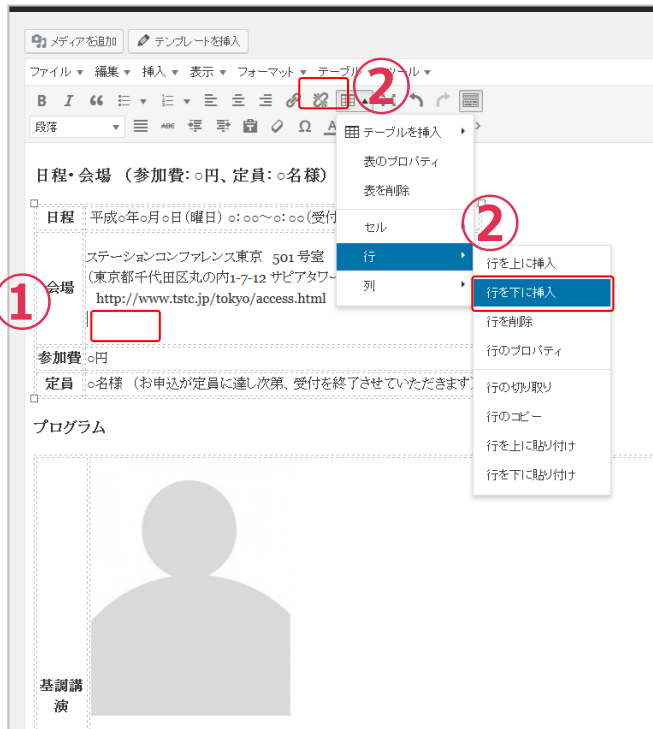 メディアを追加 テンプレートを挿入
ファイル 編集 挿入 表示 フォーマット テーブル ツール
②
段落
テーブルを挿入
表のプロパティ
表を削除
セル
行
列
②
行を上に挿入
行を下に挿入
行を削除
行のプロパティ
行の切り取り
行のコピー
行を上に貼り付け
行を下に貼り付け
日程・会場 （参加費：○円、定員：○名様）
日程 平成○年○月○日（曜日） ○：○○～○：○○（受付
①
会場
ステーションコンファレンス東京 501号室
（東京都千代田区丸の内1-7-12 サピアタワー
http://www.tstc.jp/tokyo/access.html
参加費 ○円
定員 ○名様 （お申込が定員に達し次第、受付を終了させていただきます
プログラム
基調講
演